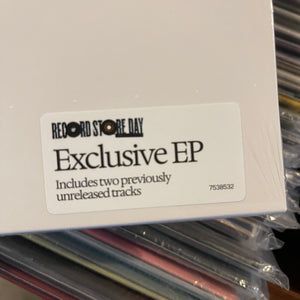 RECORD STORE DAY
Exclusive EP
Includes two previously
unreleased tracks
7538532